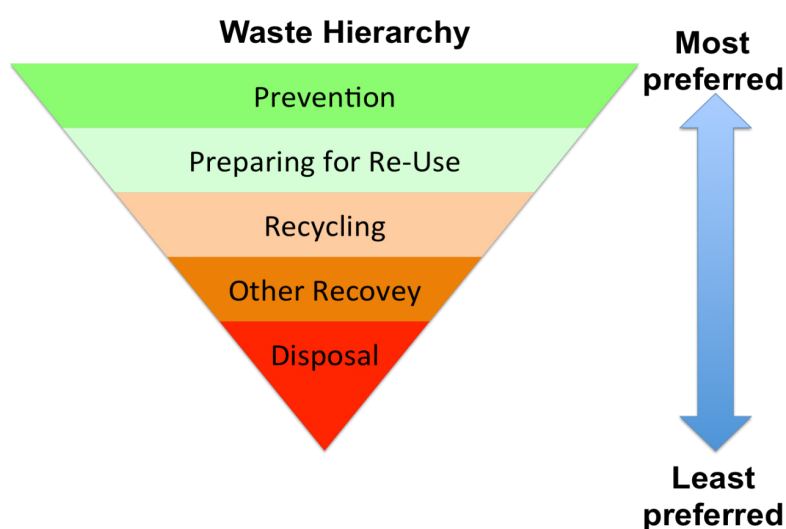 Waste Hierarchy
Most
preferred
Prevention
Preparing for Re-Use
Recycling
Other Recovey
Disposal
Least
preferred